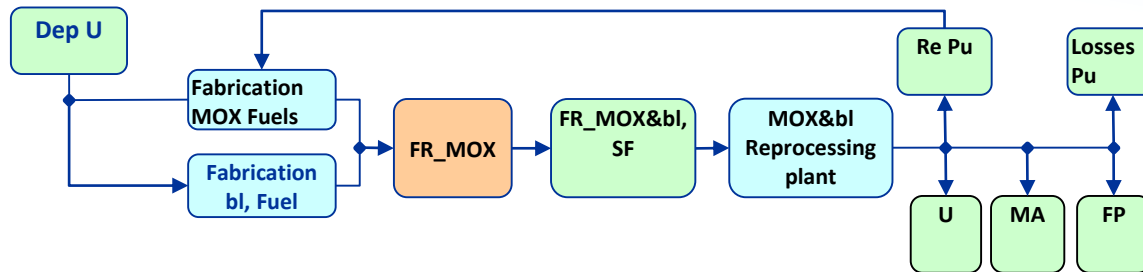 Dep U
Fabrication
MOX Fuels
Fabrication
bl, Fuel
FR_MOX
FR_MOX&bl,
SF
MOX&bl
Reprocessing
plant
Re Pu
Losses
Pu
U
MA
FP